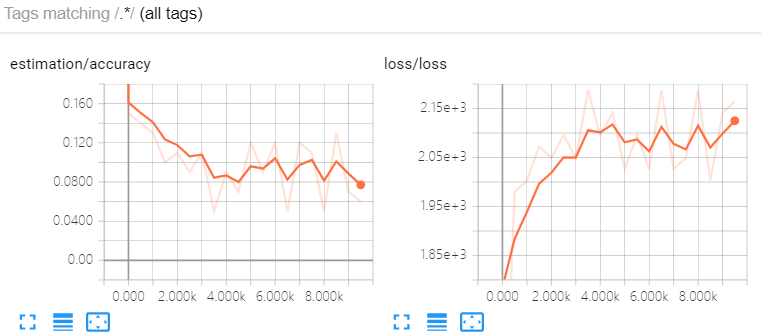 Tags matching /.*/ (all tags)
estimation/accuracy
0.160
0.120
0.0800
0.0400
0.00
0.000 2.000k 4.000k 6.000k 8.000k
loss/loss
2.15e+3
2.05e+3
1.95e+3
1.85e+3
0.000 2.000k 4.000k 6.000k 8.000k